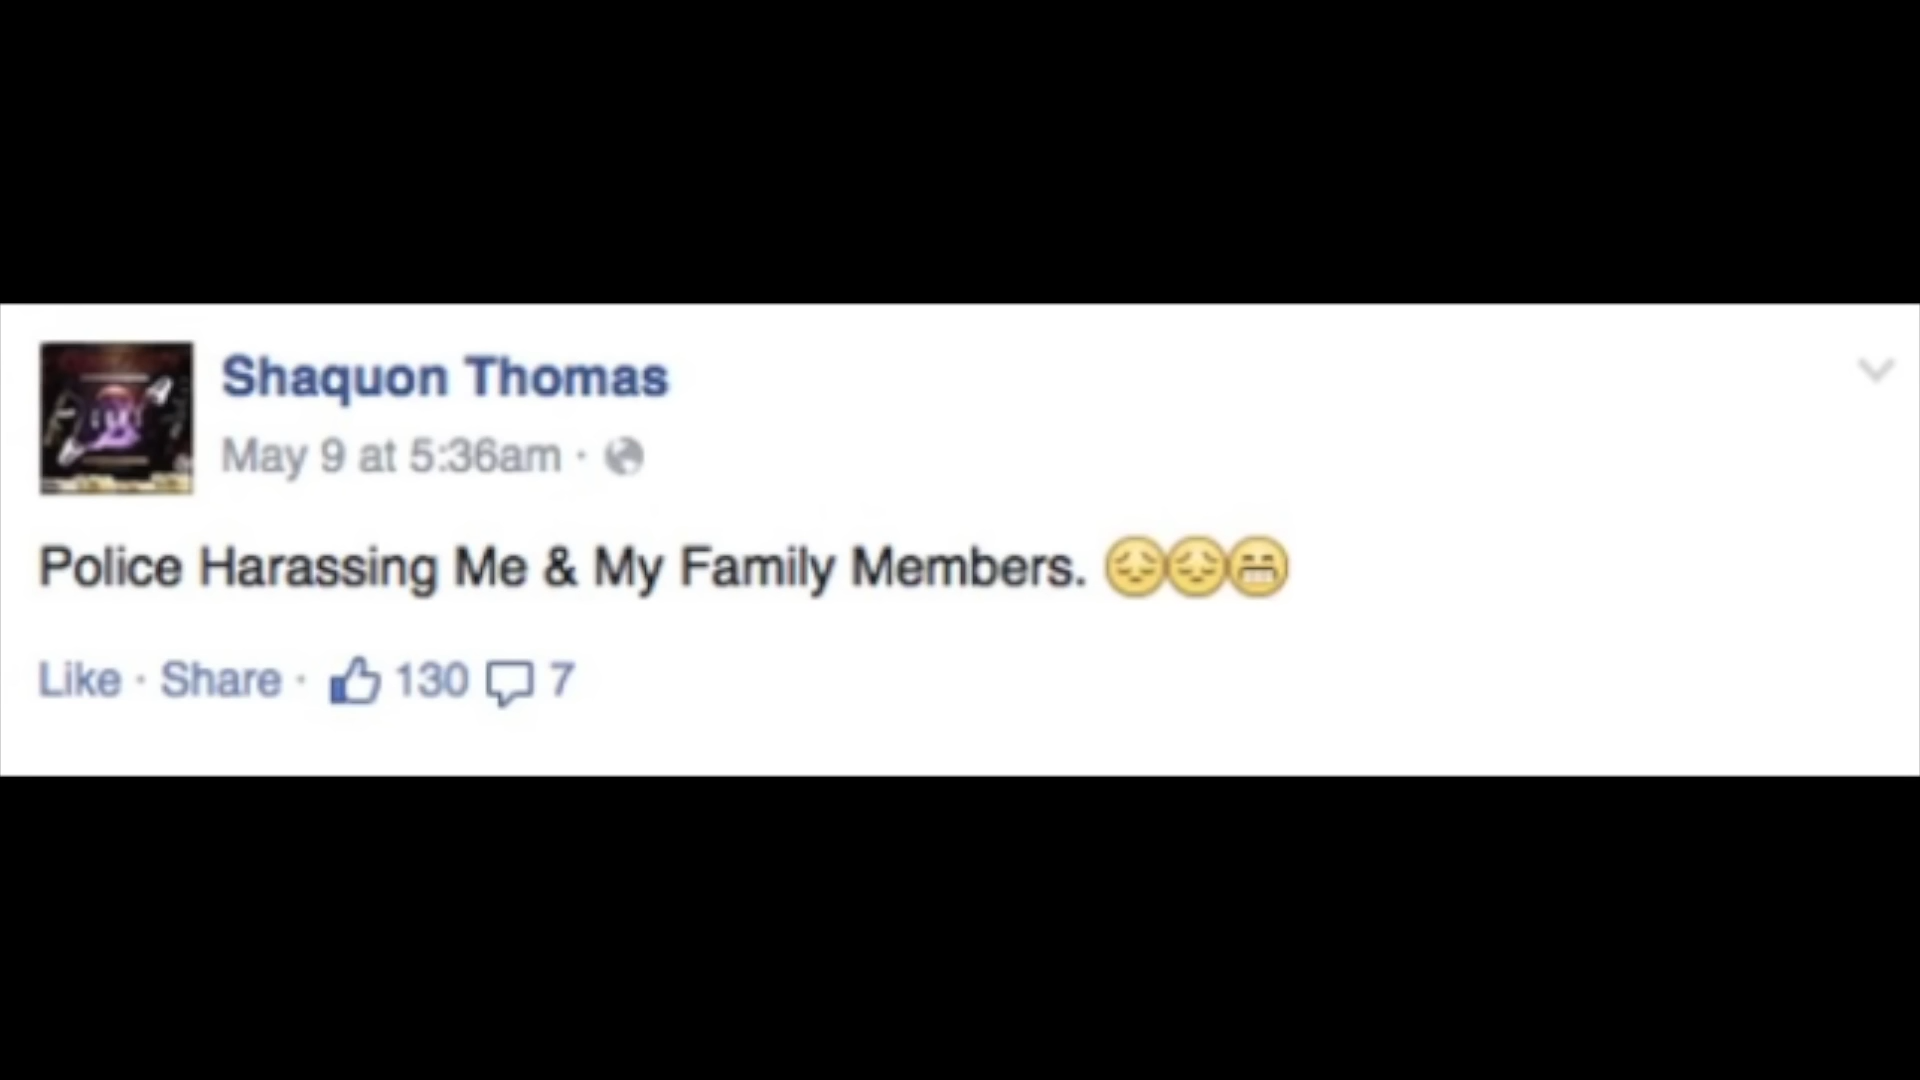 Shaquon Thomas
May 9 at 5:36am ·
Police Harassing Me & My Family Members. 😔😔😁
Like · Share · 130 7